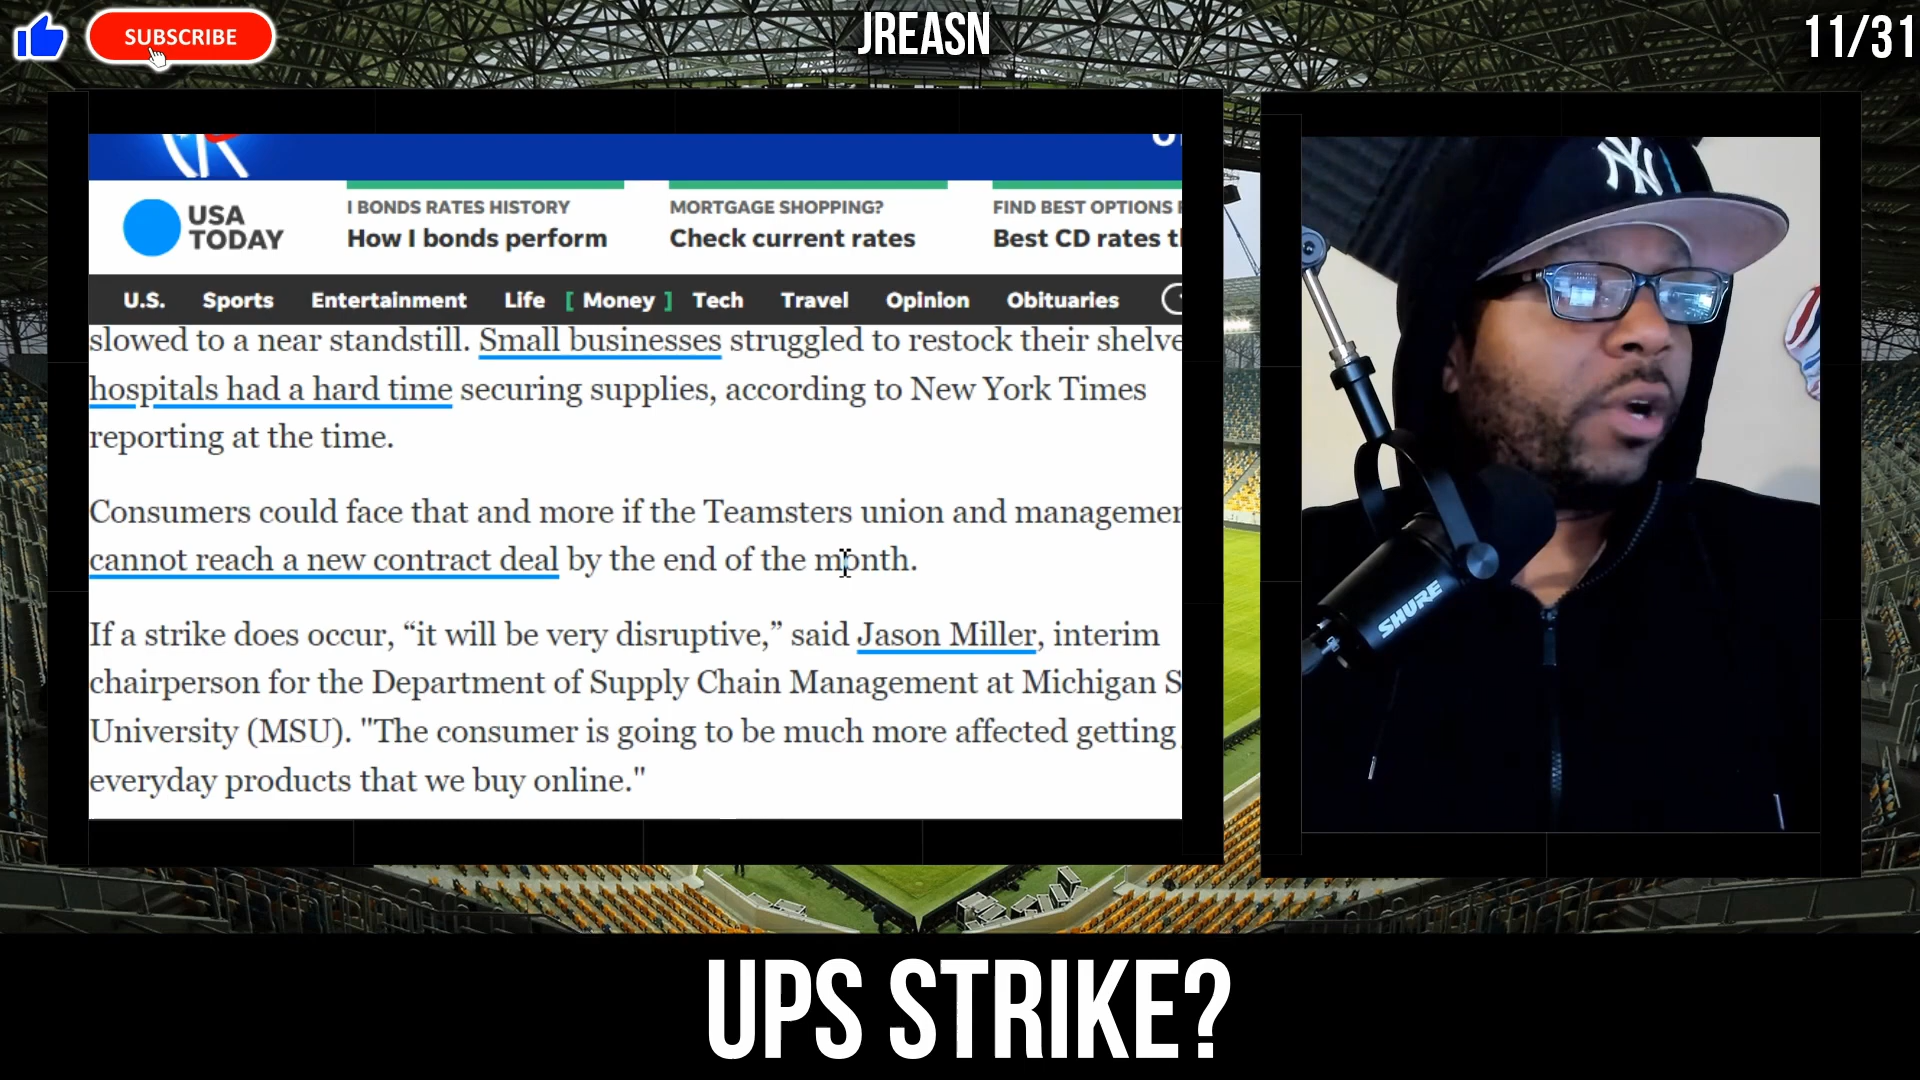 SUBSCRIBE
JREASN
11/31
USA
TODAY
I BONDS RATES HISTORY
How I bonds perform
MORTGAGE SHOPPING?
Check current rates
FIND BEST OPTIONS
Best CD rates
U.S. Sports Entertainment Life [ Money ] Tech Travel Opinion Obituaries
slowed to a near standstill. Small businesses struggled to restock their
hospitals had a hard time securing supplies, according to New York Times
reporting at the time.
Consumers could face that and more if the Teamsters union and
cannot reach a new contract deal by the end of the month.
If a strike does occur, “it will be very disruptive,” said Jason Miller, interim
chairperson for the Department of Supply Chain Management at Michigan
University (MSU). "The consumer is going to be much more affected getting
everyday products that we buy online."
NY
SHURE
UPS STRIKE?